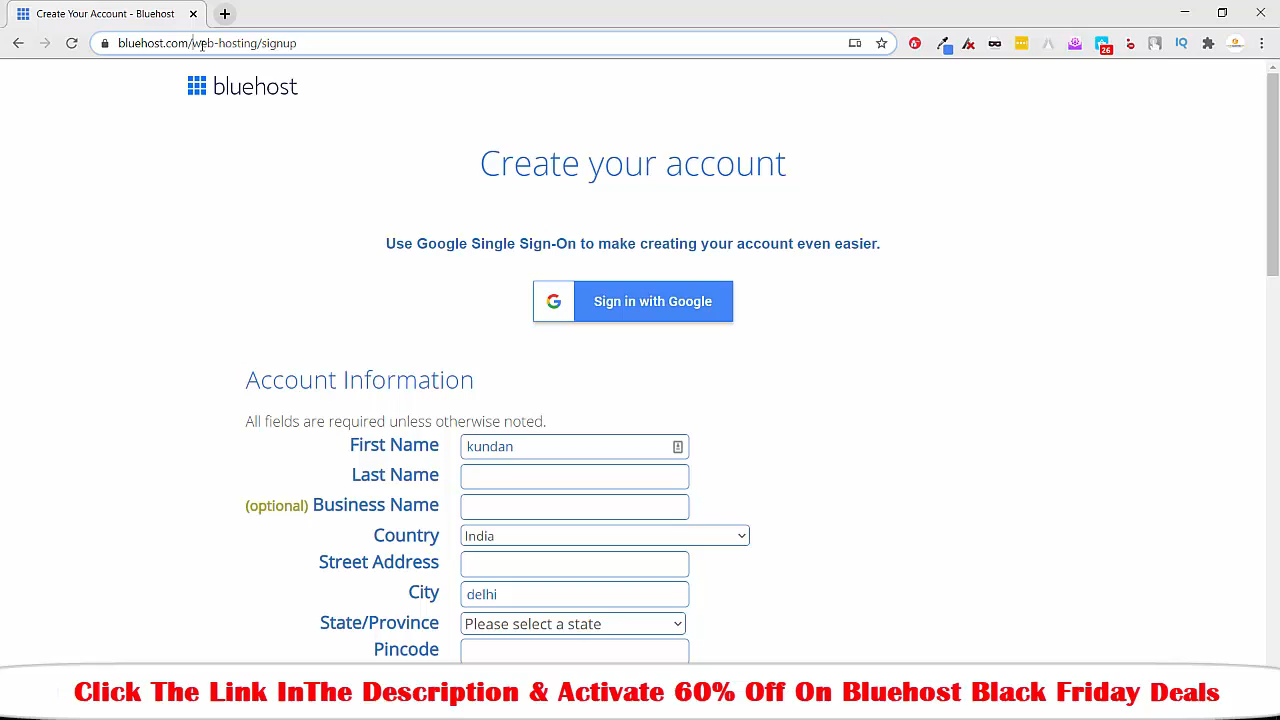 Create Your Account - Bluehost
bluehost.com/web-hosting/signup
26
IQ
bluehost
Create your account
Use Google Single Sign-On to make creating your account even easier.
G Sign in with Google
Account Information
All fields are required unless otherwise noted.
First Name kundan
Last Name
(optional) Business Name
Country India
Street Address
City delhi
State/Province Please select a state
Pincode
Click The Link InThe Description & Activate 60% Off On Bluehost Black Friday Deals